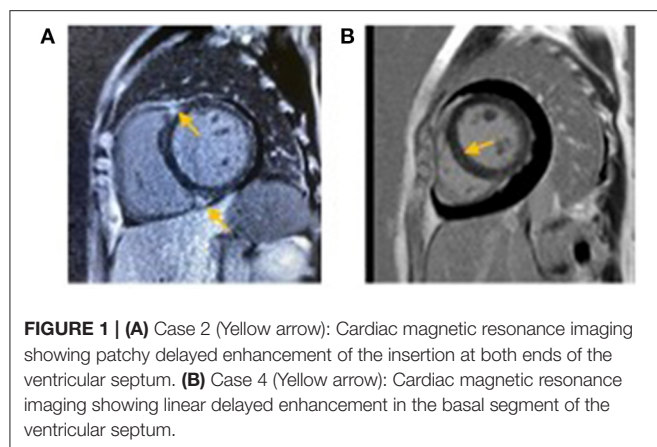 A
B
FIGURE 1 | (A) Case 2 (Yellow arrow): Cardiac magnetic resonance imaging
showing patchy delayed enhancement of the insertion at both ends of the
ventricular septum. (B) Case 4 (Yellow arrow): Cardiac magnetic resonance
imaging showing linear delayed enhancement in the basal segment of the
ventricular septum.